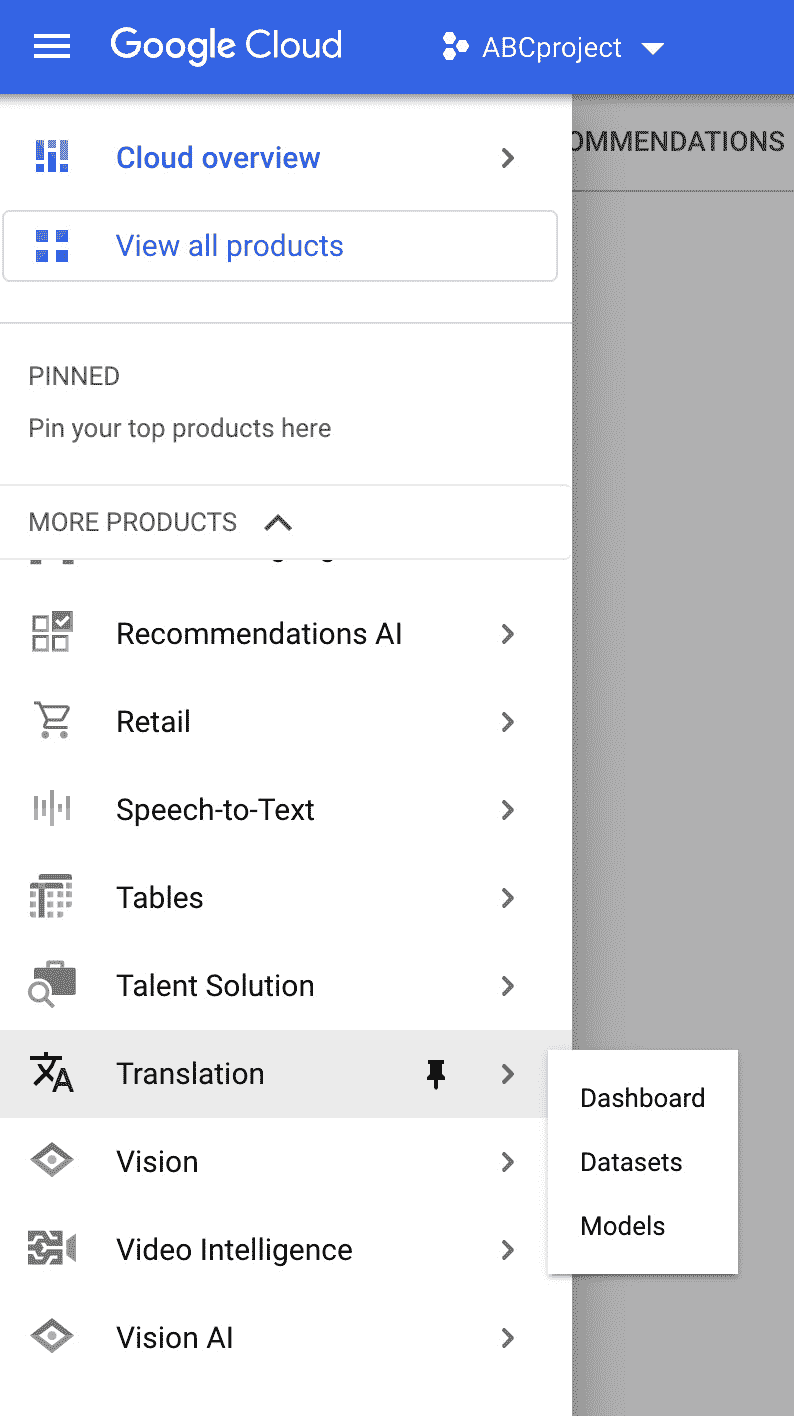 Google Cloud ABCproject
OMMENDATIONS
Cloud overview
View all products
PINNED
Pin your top products here
MORE PRODUCTS
Recommendations AI
Retail
Speech-to-Text
Tables
Talent Solution
Translation
Dashboard
Datasets
Models
Vision
Video Intelligence
Vision AI